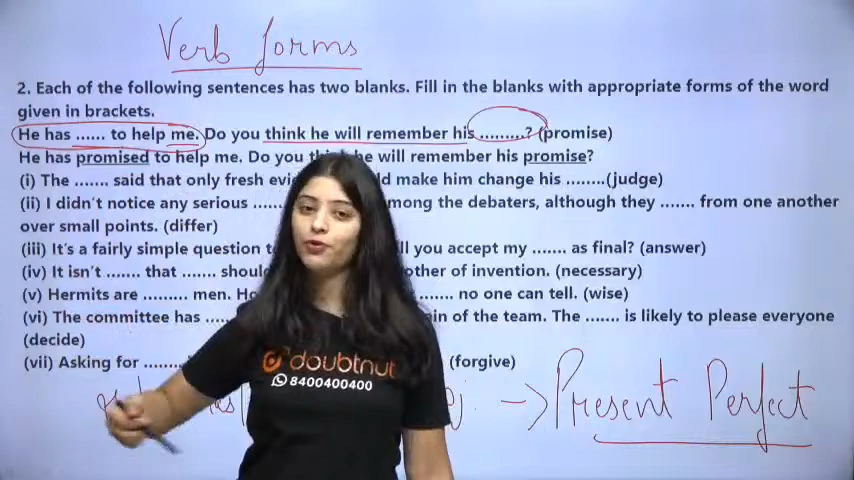 Verb forms
2. Each of the following sentences has two blanks. Fill in the blanks with appropriate forms of the word
given in brackets.
He has ...... to help me. Do you think he will remember his .........? (promise)
He has promised to help me. Do you think he will remember his promise?
(i) The ....... said that only fresh evi ld make him change his ........(judge)
(ii) I didn't notice any serious ...... among the debaters, although they ....... from one another
over small points. (differ)
(iii) It's a fairly simple question t ll you accept my ....... as final? (answer)
(iv) It isn't ....... that ....... shoul other of invention. (necessary)
(v) Hermits are ......... men. Ho ....... no one can tell. (wise)
(vi) The committee has ..... in of the team. The ....... is likely to please everyone
(decide)
(vii) Asking for ........ (forgive)
doubtnut
8400400400
→ Present Perfect